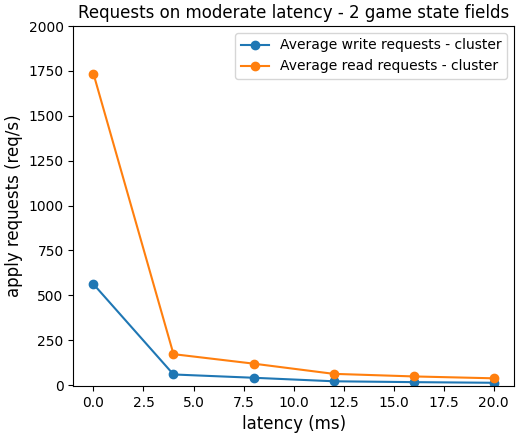 Requests on moderate latency - 2 game state fields
Average write requests - cluster
Average read requests - cluster
apply requests (req/s)
2000
1750
1500
1250
1000
750
500
250
0
0.0 2.5 5.0 7.5 10.0 12.5 15.0 17.5 20.0
latency (ms)